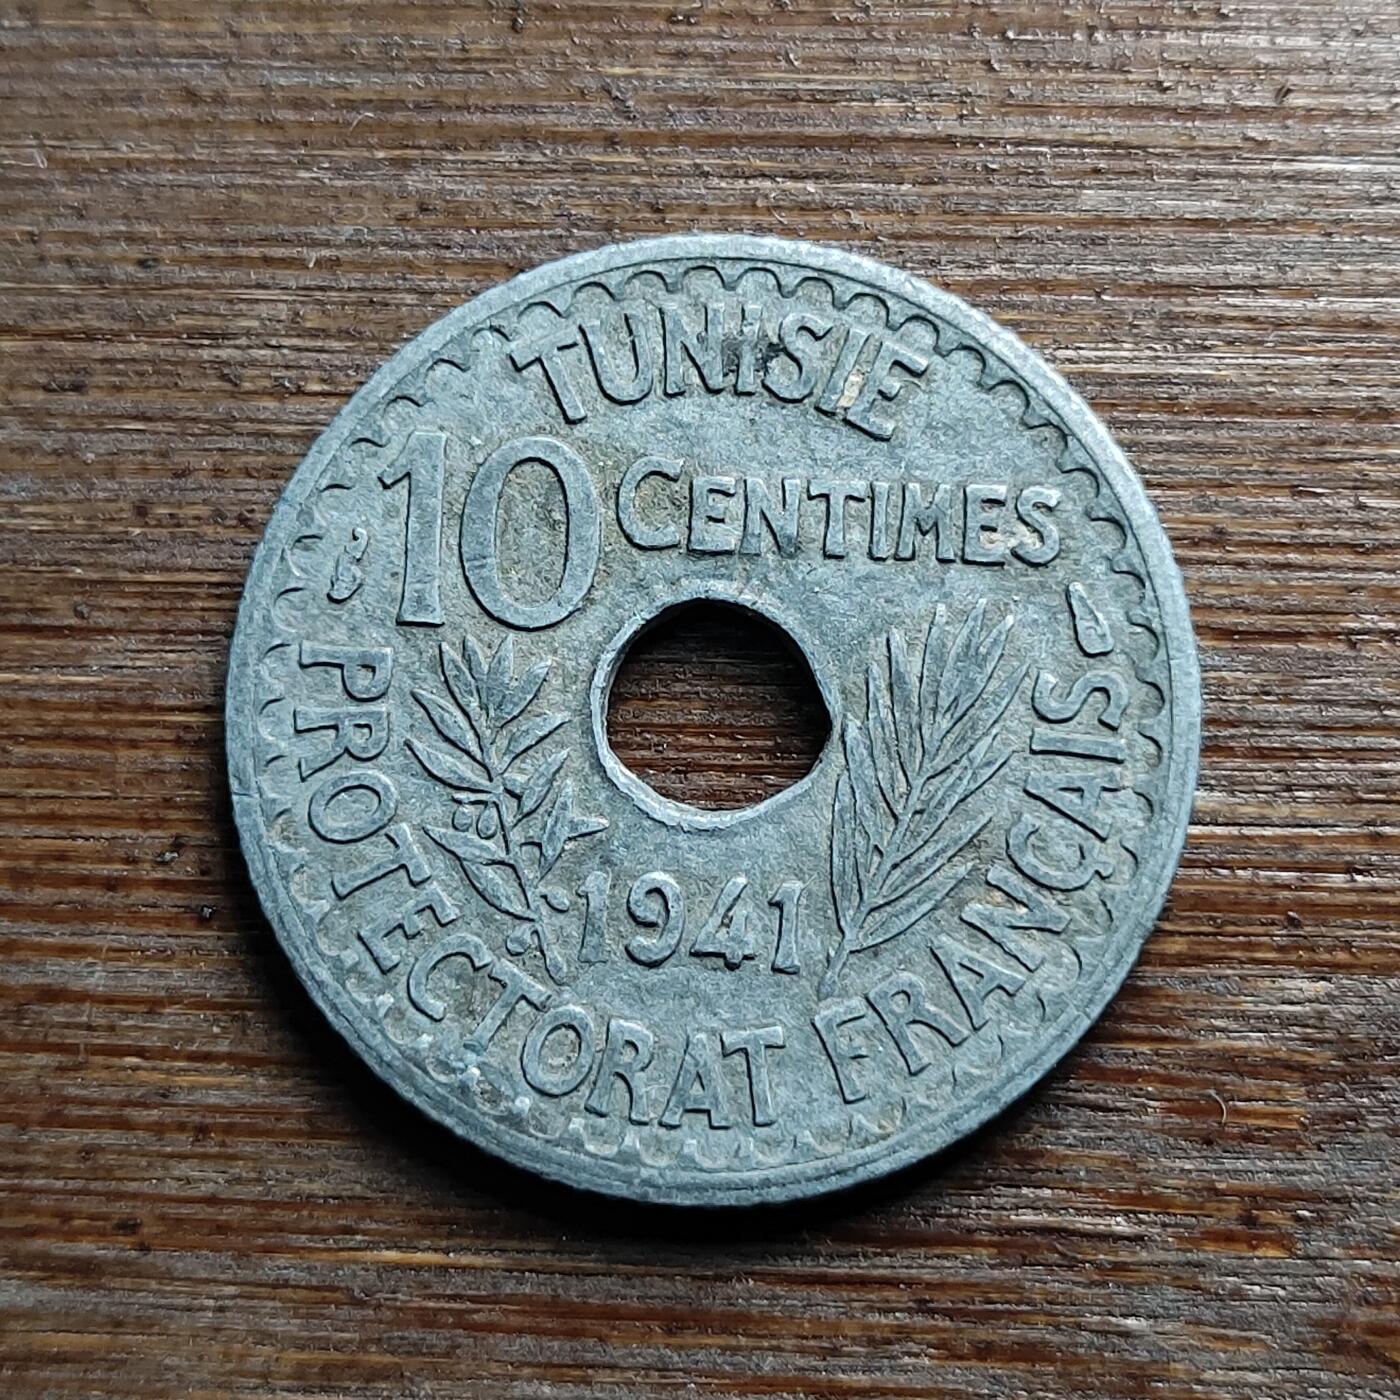 TUNISIE
10 CENTIMES
1941
PROTECTORAT FRANÇAIS